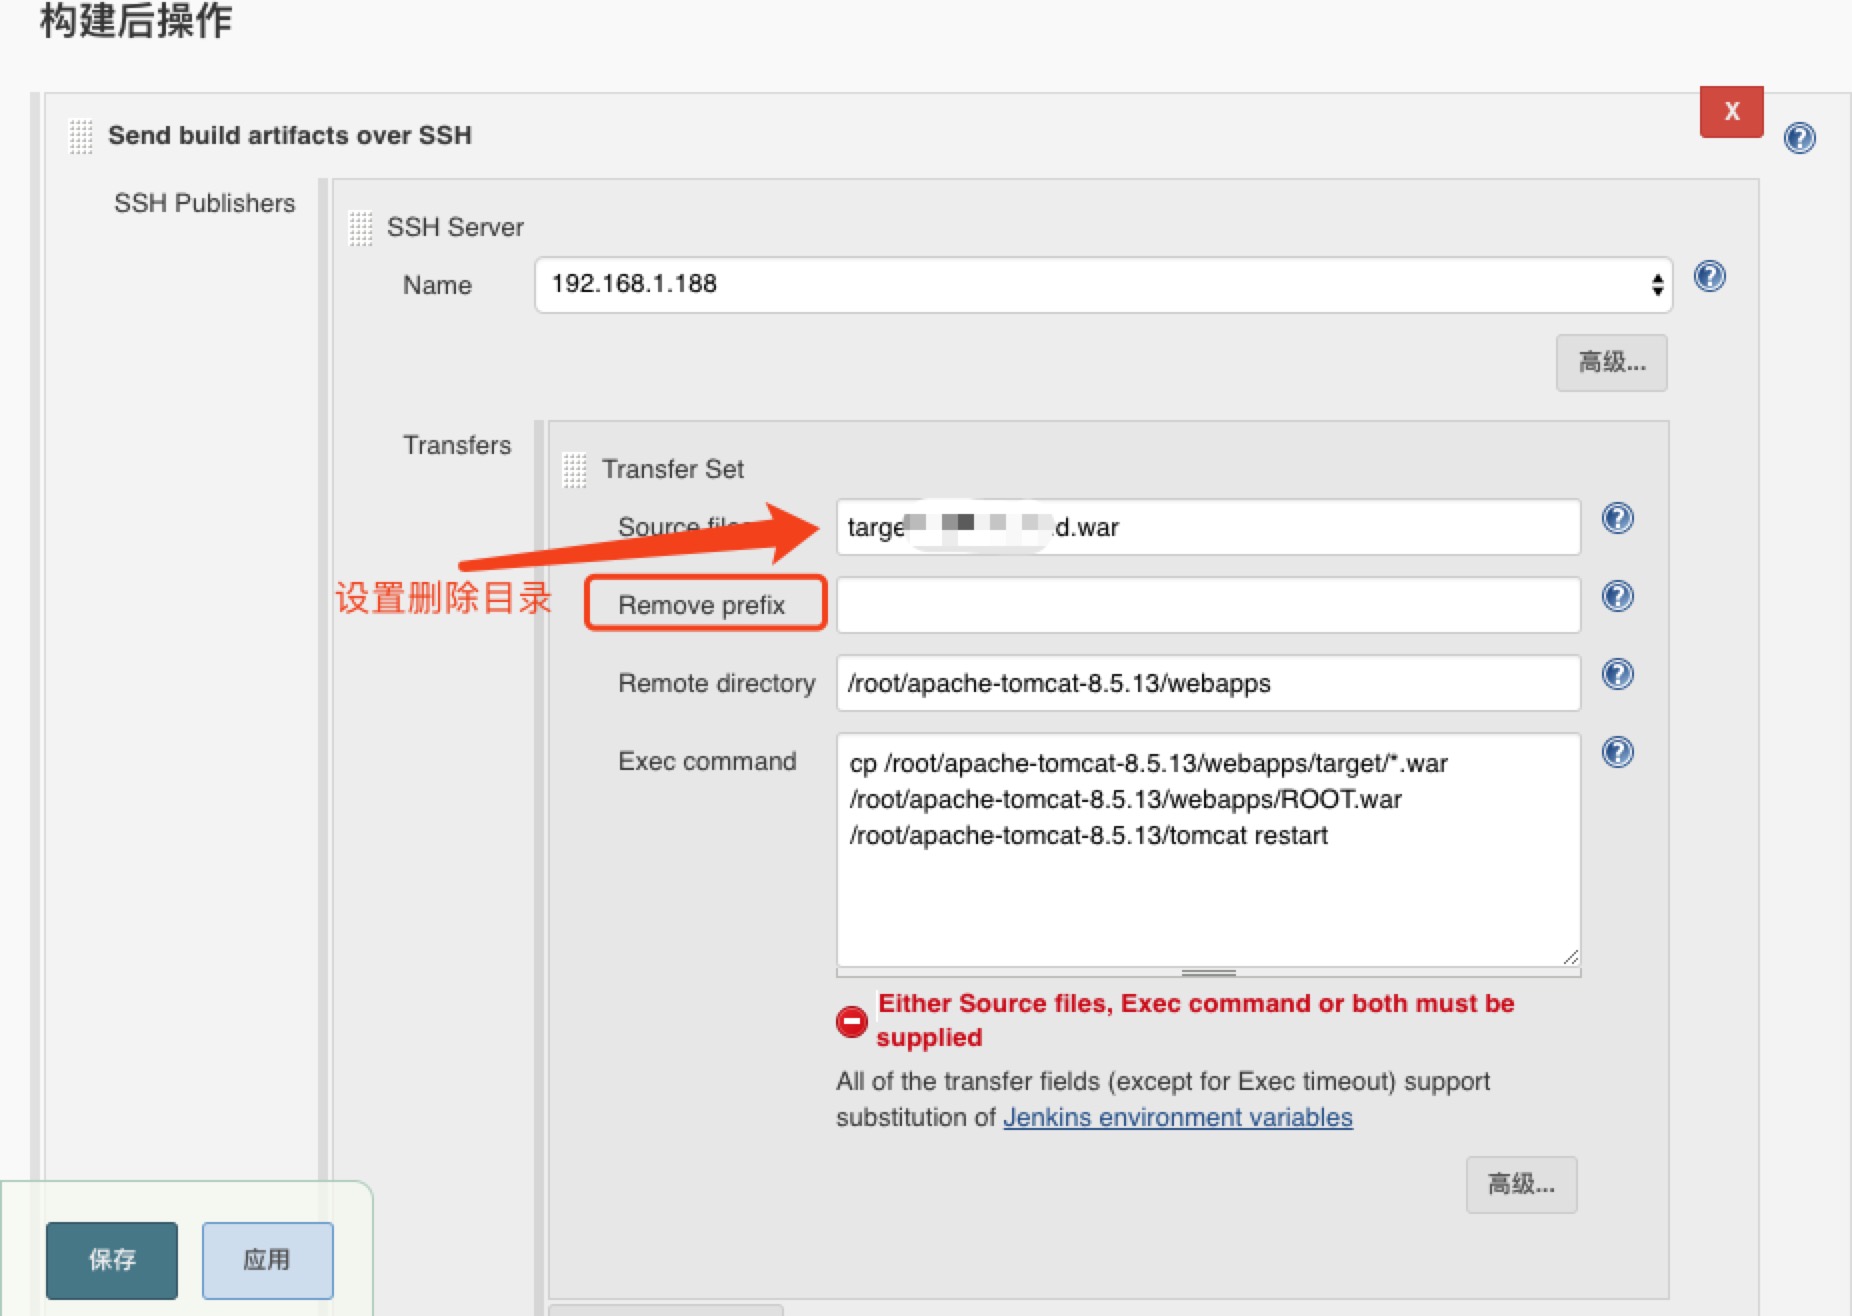 构建后操作
Send build artifacts over SSH
X
SSH Publishers
SSH Server
Name
192.168.1.188
高级...
Transfers
Transfer Set
Source files
targe
d.war
设置删除目录
Remove prefix
Remote directory
/root/apache-tomcat-8.5.13/webapps
Exec command
cp /root/apache-tomcat-8.5.13/webapps/target/*.war
/root/apache-tomcat-8.5.13/webapps/ROOT.war
/root/apache-tomcat-8.5.13/tomcat restart
Either Source files, Exec command or both must be
supplied
All of the transfer fields (except for Exec timeout) support
substitution of Jenkins environment variables
高级...
保存
应用